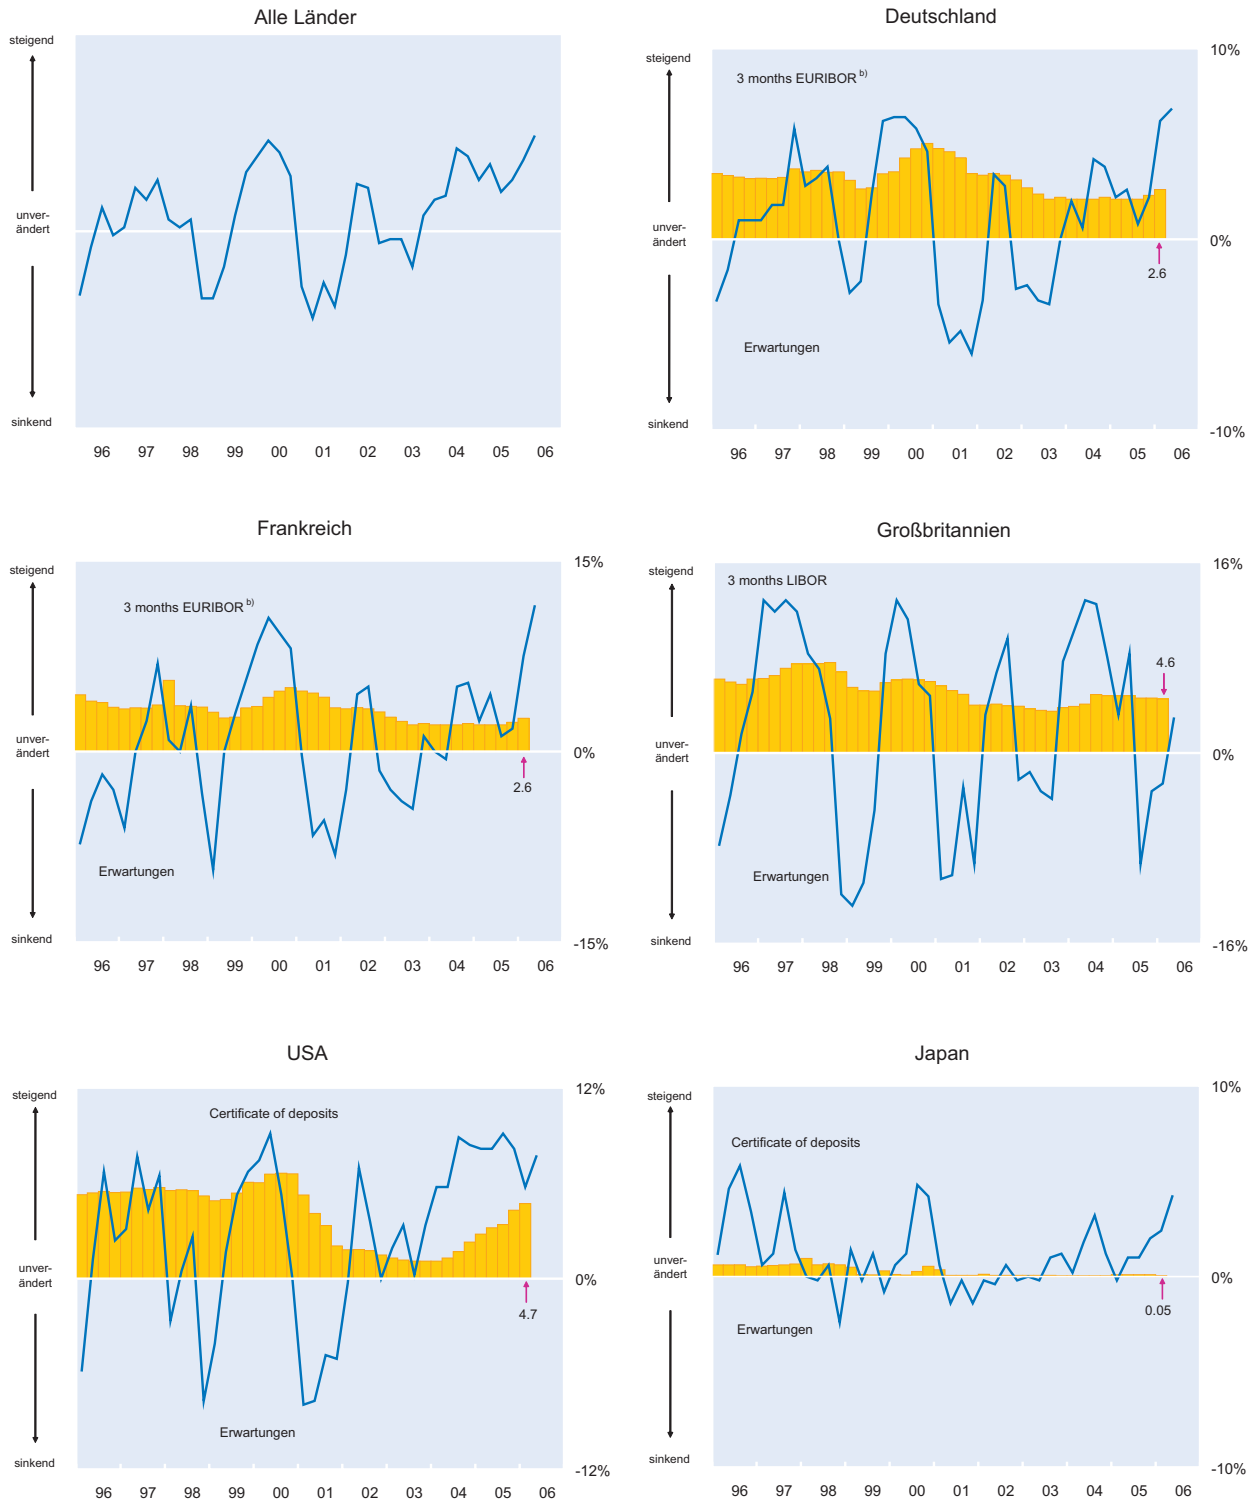 Alle Länder
steigend
unver-
ändert
sinkend
96 97 98 99 00 01 02 03 04 05 06
Deutschland
steigend
unver-
ändert
sinkend
3 months EURIBOR b)
Erwartungen
10%
0%
2.6
-10%
96 97 98 99 00 01 02 03 04 05 06
Frankreich
steigend
unver-
ändert
sinkend
3 months EURIBOR b)
Erwartungen
15%
0%
2.6
-15%
96 97 98 99 00 01 02 03 04 05 06
Großbritannien
steigend
unver-
ändert
sinkend
3 months LIBOR
Erwartungen
16%
4.6
0%
-16%
96 97 98 99 00 01 02 03 04 05 06
USA
steigend
unver-
ändert
sinkend
Certificate of deposits
Erwartungen
12%
0%
4.7
-12%
96 97 98 99 00 01 02 03 04 05 06
Japan
steigend
unver-
ändert
sinkend
Certificate of deposits
Erwartungen
10%
0%
0.05
-10%
96 97 98 99 00 01 02 03 04 05 06